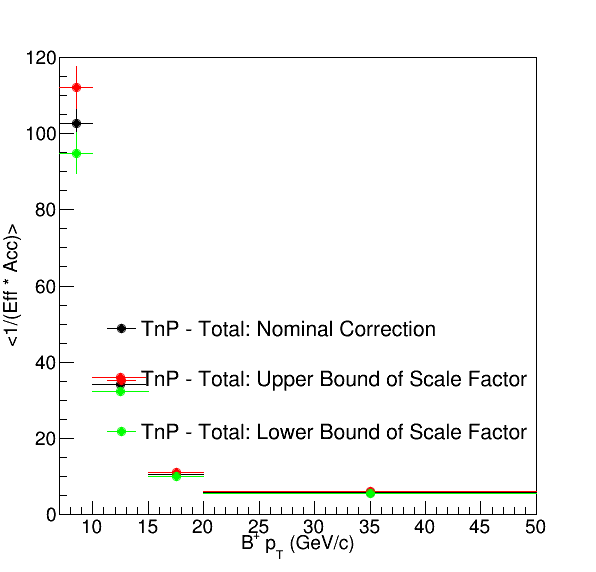 120
100
80
60
40
20
0
<1/(Eff * Acc)>
TnP - Total: Nominal Correction
TnP - Total: Upper Bound of Scale Factor
TnP - Total: Lower Bound of Scale Factor
10 15 20 25 30 35 40 45 50
B+ pT (GeV/c)